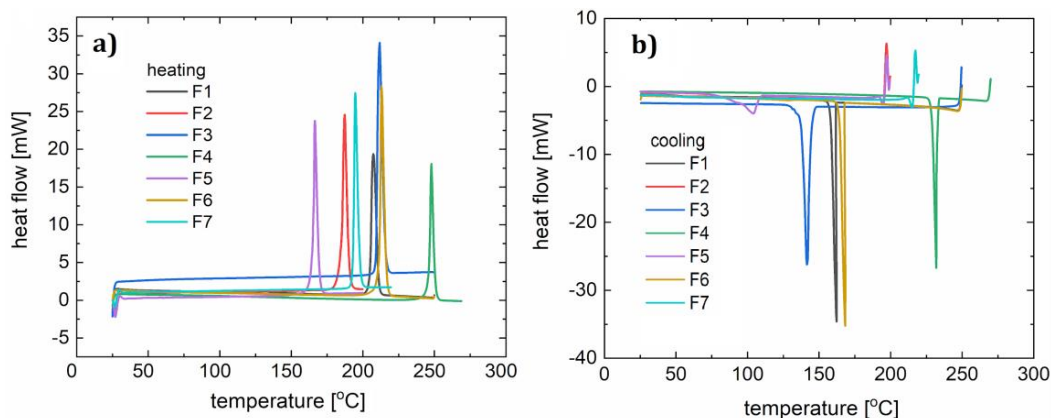 a)
heating
F1
F2
F3
F4
F5
F6
F7
35
30
25
20
15
10
5
0
-5
heat flow [mW]
0 50 100 150 200 250 300
temperature [°C]
b)
cooling
F1
F2
F3
F4
F5
F6
F7
10
0
-10
-20
-30
-40
heat flow [mW]
0 50 100 150 200 250 300
temperature [°C]